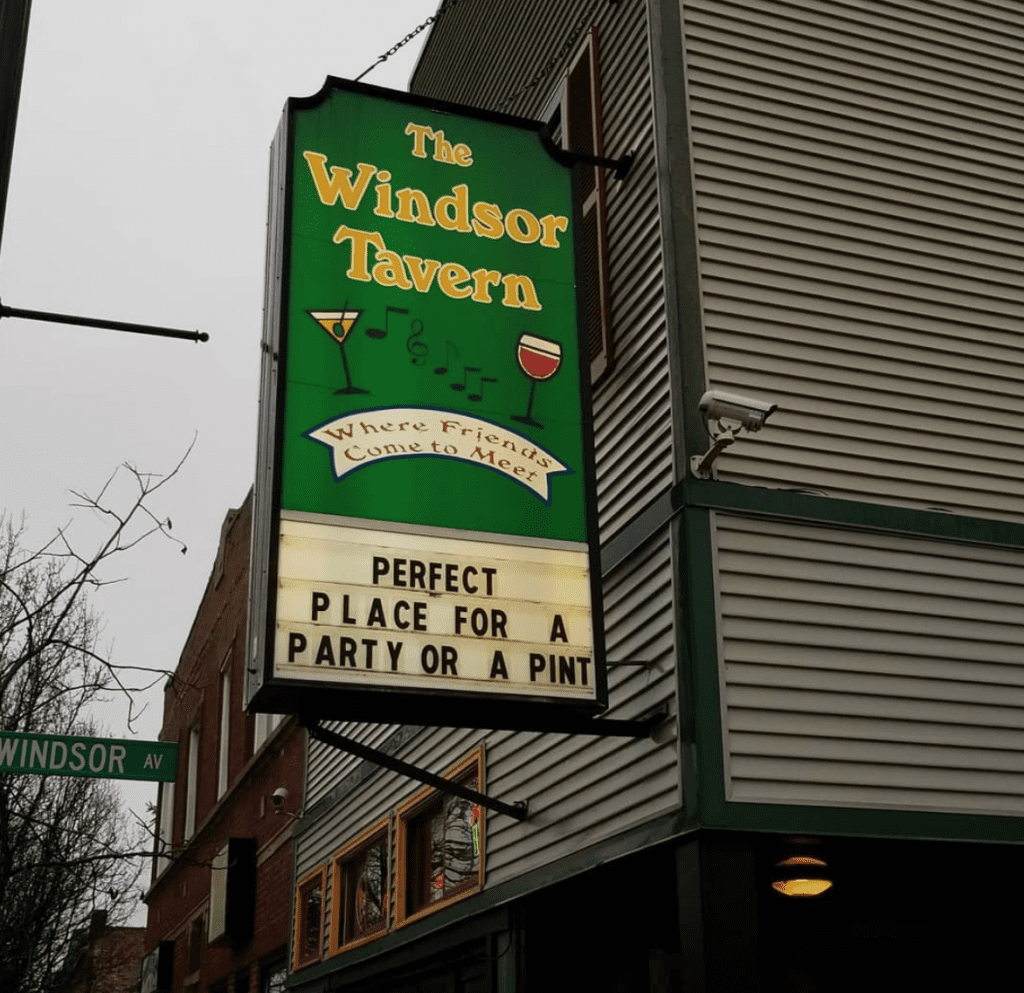 The
Windsor
Tavern
Where Friends
Come to Meet
PERFECT
PLACE FOR A
PARTY OR A PINT
WINDSOR AV